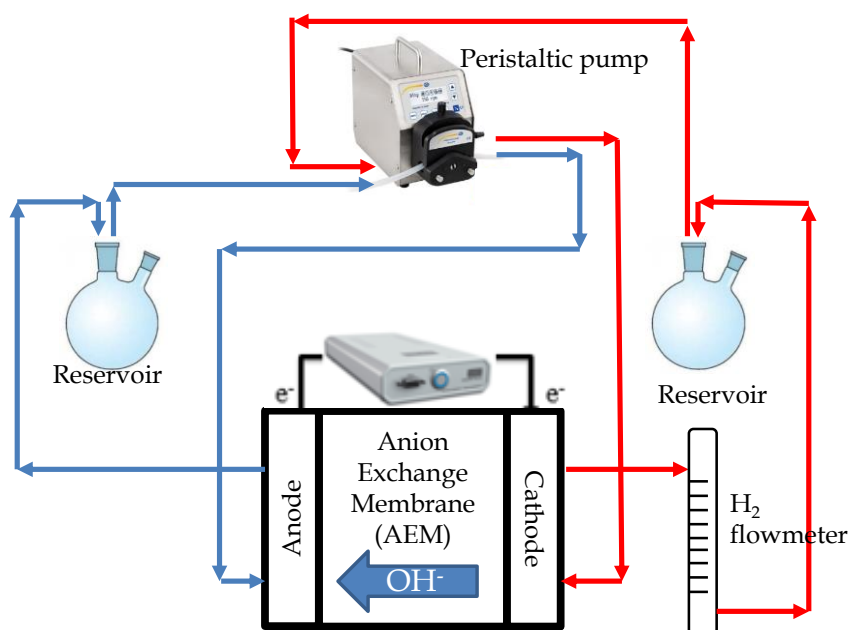 Peristaltic pump
Reservoir
Reservoir
e-
e-
Anode
Anion
Exchange
Membrane
(AEM)
OH-
Cathode
H2
flowmeter